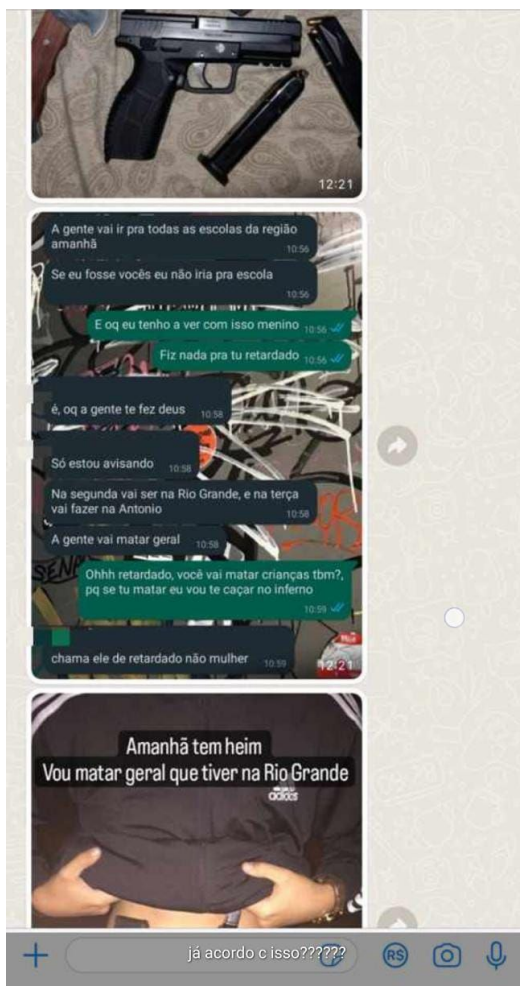 12:21
A gente vai ir pra todas as escolas da região
amanhã
10:56
Se eu fosse vocês eu não iria pra escola
10:56
E oq eu tenho a ver com isso menino 10:56
Fiz nada pra tu retardado 10:56
é, oq a gente te fez deus 10:58
Só estou avisando 10:58
Na segunda vai ser na Rio Grande, e na terça
vai fazer na Antonio
10:58
A gente vai matar geral 10:58
Ohhh retardado, você vai matar crianças tbm?,
pq se tu matar eu vou te caçar no inferno
10:59
chama ele de retardado não mulher 10:59
12:21
Amanhã tem heim
Vou matar geral que tiver na Rio Grande
adidas
já acordo c isso??????
R$